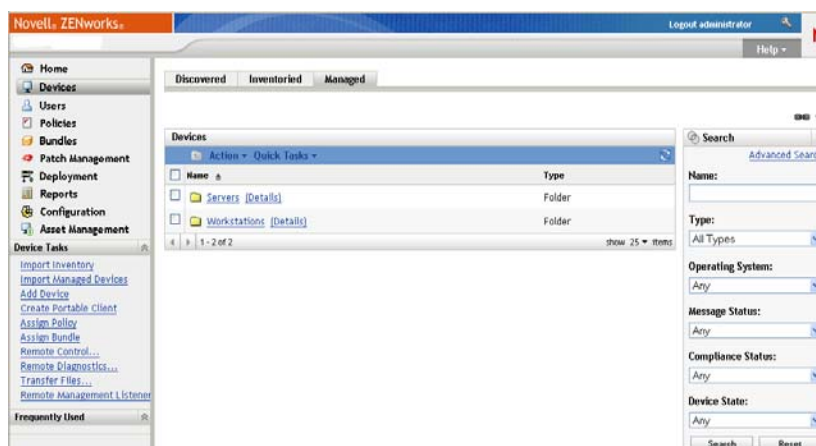 Novell® ZENworks®
Logout administrator
Help
Home
Devices
Users
Policies
Bundles
Patch Management
Deployment
Reports
Configuration
Asset Management
Device Tasks
Import Inventory
Import Managed Devices
Add Device
Create Portable Client
Assign Policy
Assign Bundle
Remote Control...
Remote Diagnostics...
Transfer Files...
Remote Management Listener
Frequently Used
Discovered Inventoried Managed
Devices
Action Quick Tasks
Name Type
Servers (Details) Folder
Workstations (Details) Folder
1 - 2 of 2 show 25 items
Search
Advanced Sear
Name:
Type:
All Types
Operating System:
Any
Message Status:
Any
Compliance Status:
Any
Device State:
Any
Search Reset